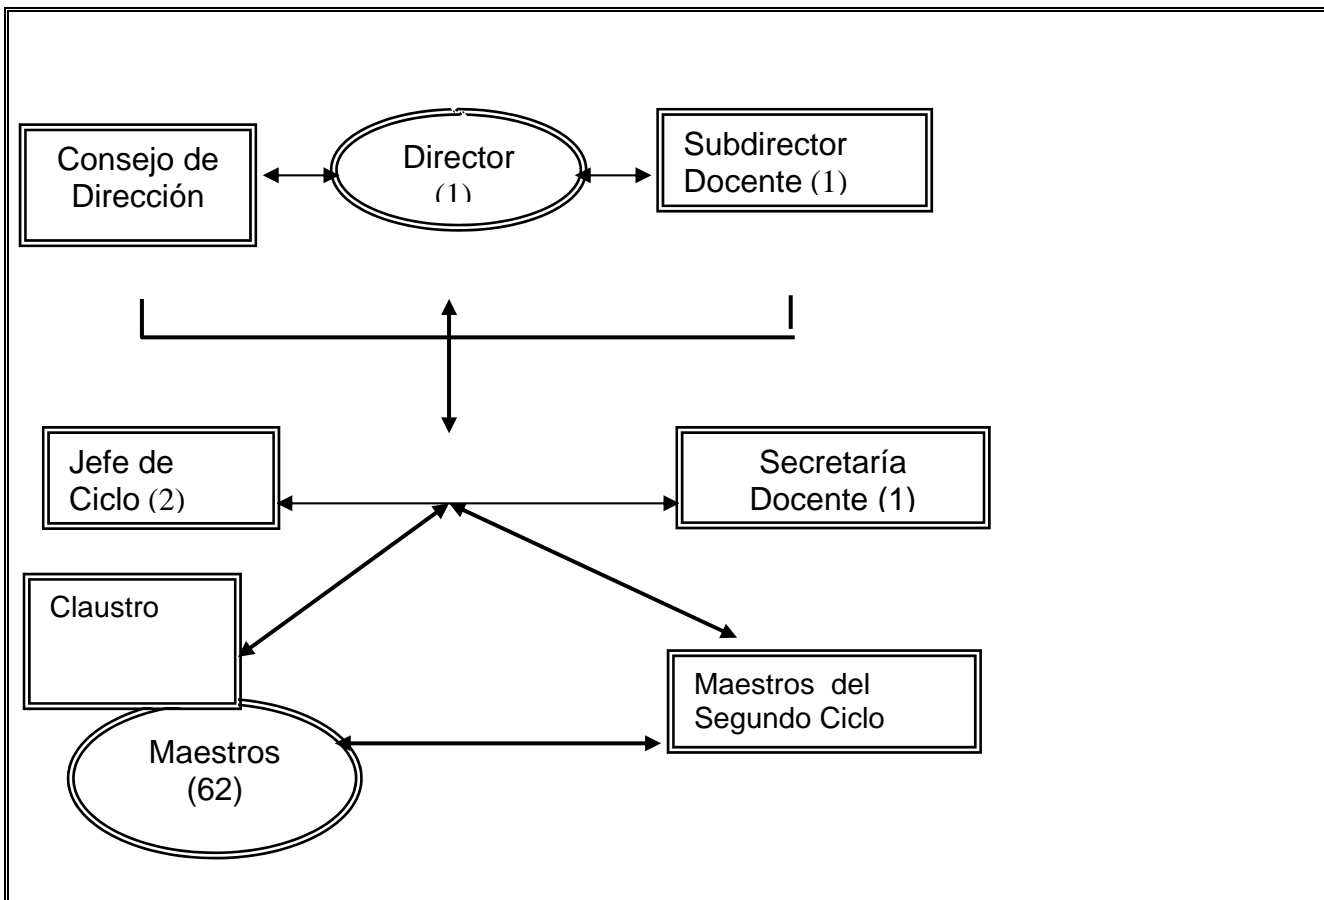 Consejo de
Dirección
Director
(1)
Subdirector
Docente (1)
Jefe de
Ciclo (2)
Secretaría
Docente (1)
Claustro
Maestros del
Segundo Ciclo
Maestros
(62)